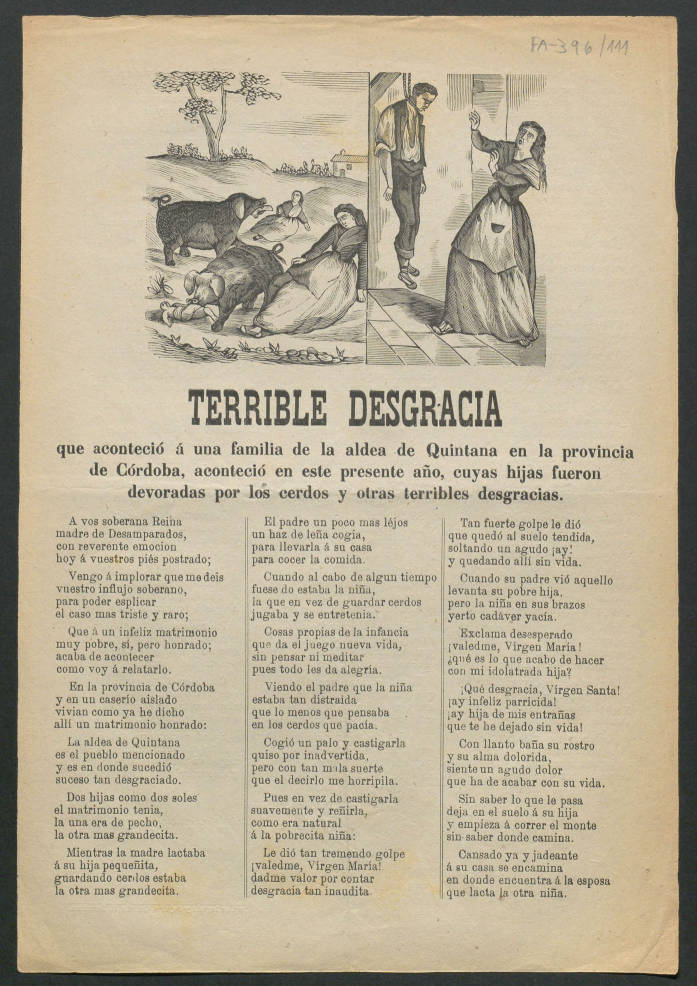 FA-396/111
TERRIBLE DESGRACIA
que aconteció á una familia de la aldea de Quintana en la provincia
de Córdoba, aconteció en este presente año, cuyas hijas fueron
devoradas por los cerdos y otras terribles desgracias.
A vos soberana Reina
madre de Desamparados,
con reverente emocion
hoy á vuestros piés postrado;
Vengo á implorar que me deis
vuestro influjo soberano,
para poder esplicar
el caso mas triste y raro;
Que á un infeliz matrimonio
muy pobre, sí, pero honrado;
acaba de acontecer
como voy á relatarlo.
En la provincia de Córdoba
y en un caserío aislado
vivian como ya he dicho
allí un matrimonio honrado:
La aldea de Quintana
es el pueblo mencionado
y es en donde sucedió
suceso tan desgraciado.
Dos hijas como dos soles
el matrimonio tenia,
la una era de pecho,
la otra mas grandecita.
Mientras la madre lactaba
á su hija pequeñita,
guardando cerdos estaba
la otra mas grandecita.
El padre un poco mas léjos
un haz de leña cogia,
para llevarla á su casa
para cocer la comida.
Cuando al cabo de algun tiempo
fuese do estaba la niña,
la que en vez de guardar cerdos
jugaba y se entretenia.
Cosas propias de la infancia
que da el juego nueva vida,
sin pensar ni meditar
pues todo les da alegria.
Viendo el padre que la niña
estaba tan distraida
que lo menos que pensaba
en los cerdos que pacía.
Cogió un palo y castigarla
quiso por inadvertida,
pero con tan mala suerte
que el decirlo me horripila.
Pues en vez de castigarla
suavemente y reñirla,
como era natural
á la pobrecita niña:
Le dió tan tremendo golpe
¡valedme, Vírgen María!
dadme valor por contar
desgracia tan inaudita.
Tan fuerte golpe le dió
que quedó al suelo tendida,
soltando un agudo ¡ay!
y quedando allí sin vida.
Cuando su padre vió aquello
levanta su pobre hija,
pero la niña en sus brazos
yerto cadáver yacía.
Exclama desesperado
¡valedme, Vírgen María!
¿qué es lo que acabo de hacer
con mi idolatrada hija?
¡Qué desgracia, Vírgen Santa!
¡ay infeliz parricida!
¡ay hija de mis entrañas
que te he dejado sin vida!
Con llanto baña su rostro
y su alma dolorida,
siente un agudo dolor
que ha de acabar con su vida.
Sin saber lo que le pasa
deja en el suelo á su hija
y empieza á correr el monte
sin saber donde camina.
Cansado ya y jadeante
á su casa se encamina
en donde encuentra á la esposa
que lacta la otra niña.